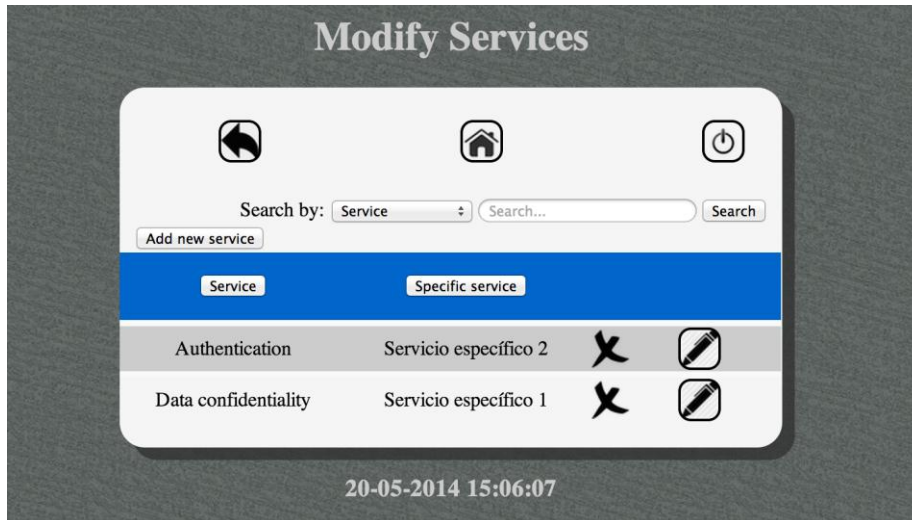 Modify Services
Search by: Service Search... Search
Add new service
Service Specific service
Authentication Servicio específico 2
Data confidentiality Servicio específico 1
20-05-2014 15:06:07